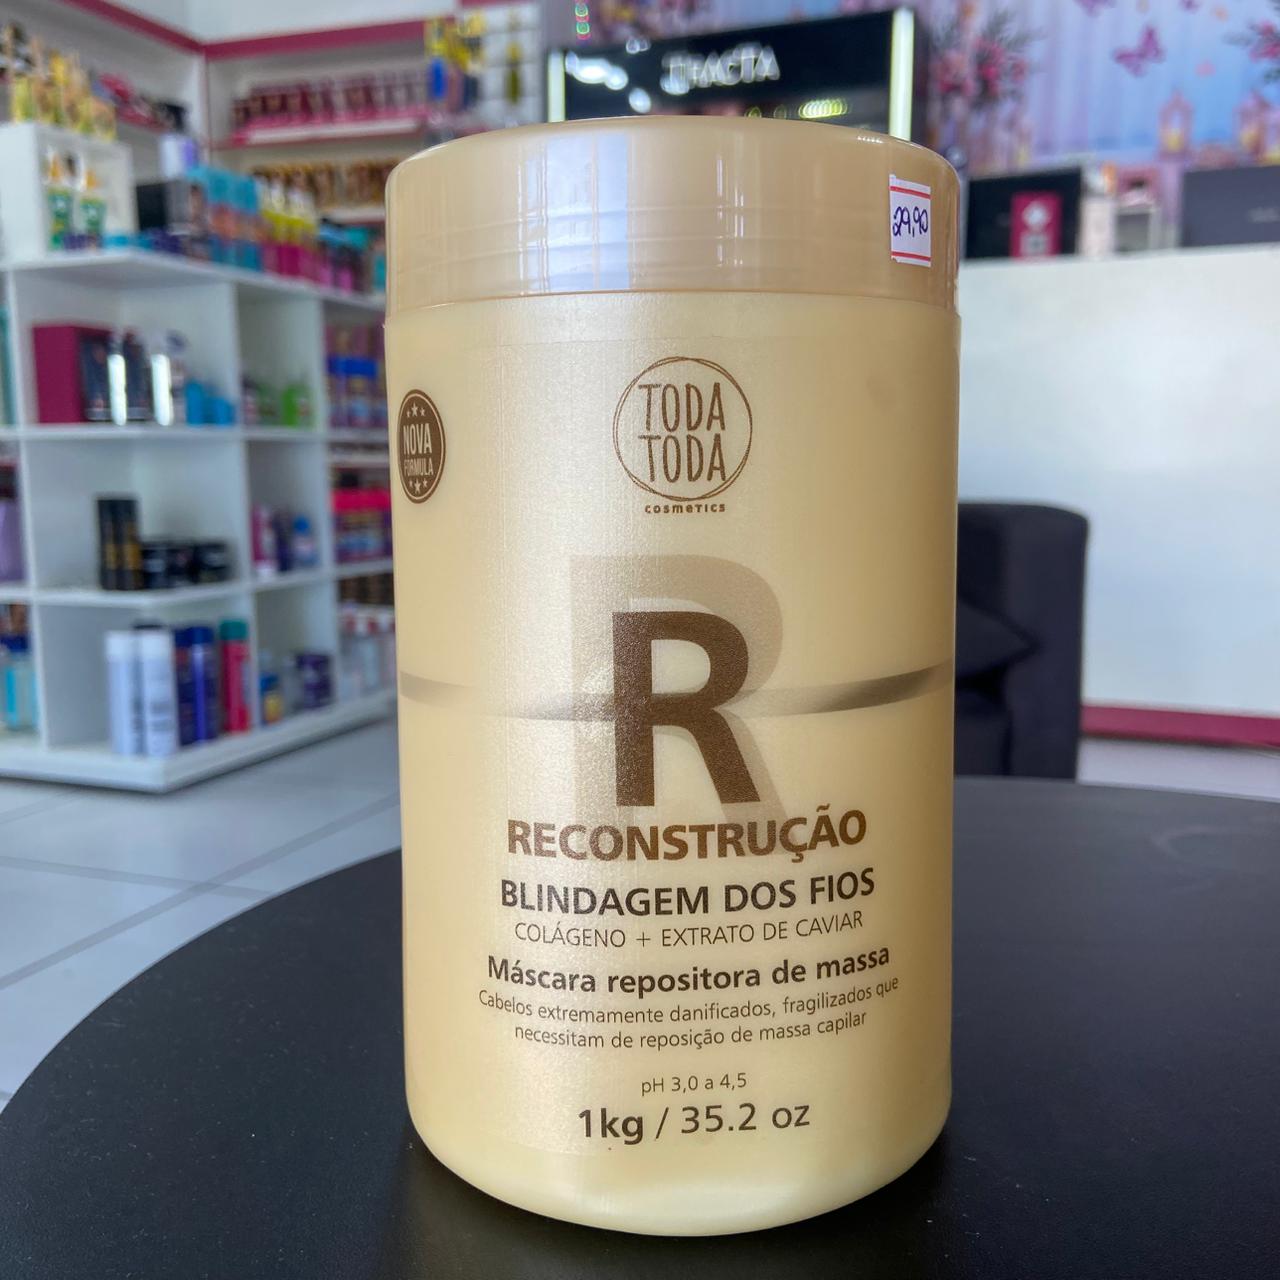 TRACTA
29,90
TODA
TODA
COSMETICS
NOVA
FÓRMULA
R
RECONSTRUÇÃO
BLINDAGEM DOS FIOS
COLÁGENO + EXTRATO DE CAVIAR
Máscara repositora de massa
Cabelos extremamente danificados, fragilizados que
necessitam de reposição de massa capilar
pH 3,0 a 4,5
1kg / 35.2 oz